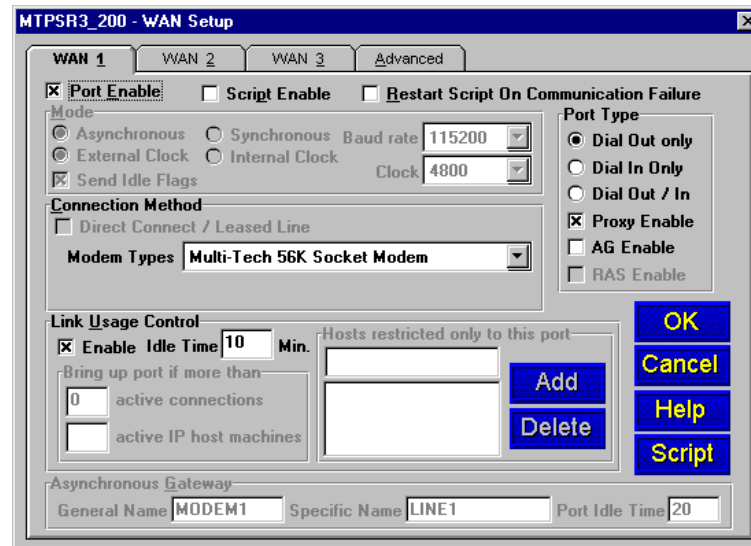 MTPSR3_200 - WAN Setup
WAN 1 WAN 2 WAN 3 Advanced
Port Enable Script Enable Restart Script On Communication Failure
Mode
Asynchronous Synchronous Baud rate 115200
External Clock Internal Clock
Clock 4800
Send Idle Flags
Port Type
Dial Out only
Dial In Only
Dial Out / In
Proxy Enable
AG Enable
RAS Enable
Connection Method
Direct Connect / Leased Line
Modem Types Multi-Tech 56K Socket Modem
Link Usage Control
Enable Idle Time 10 Min.
Bring up port if more than
0 active connections
active IP host machines
Hosts restricted only to this port
Add
Delete
OK
Cancel
Help
Script
Asynchronous Gateway
General Name MODEM1 Specific Name LINE1 Port Idle Time 20